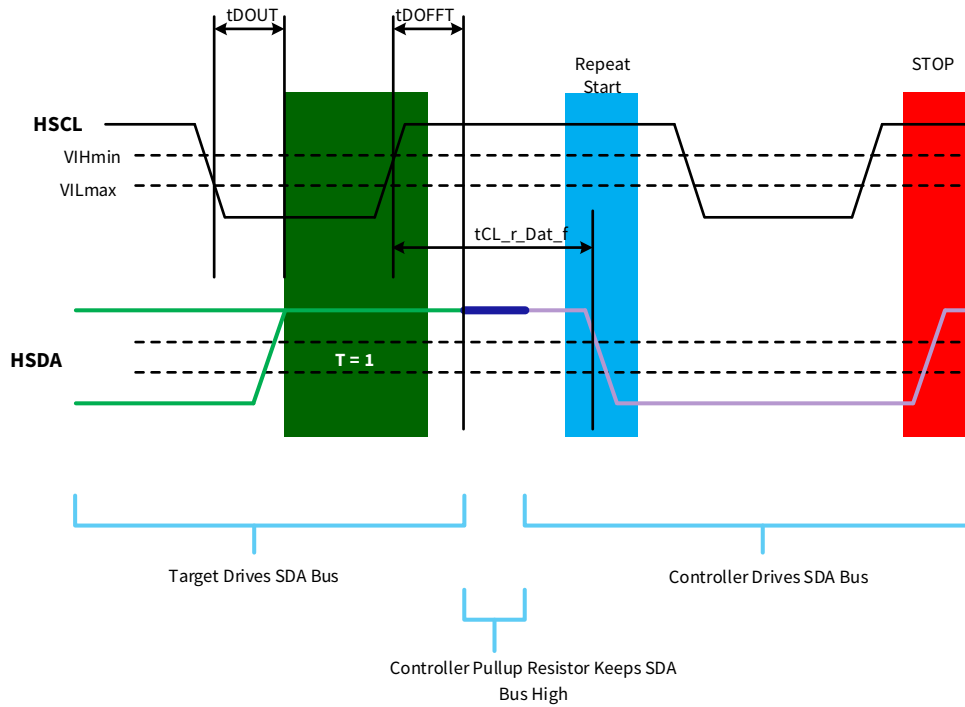 tDOUT
tDOFFT
Repeat
Start
STOP
HSCL
VIHmin
VILmax
tCL_r_Dat_f
HSDA
T = 1
Target Drives SDA Bus
Controller Drives SDA Bus
Controller Pullup Resistor Keeps SDA
Bus High